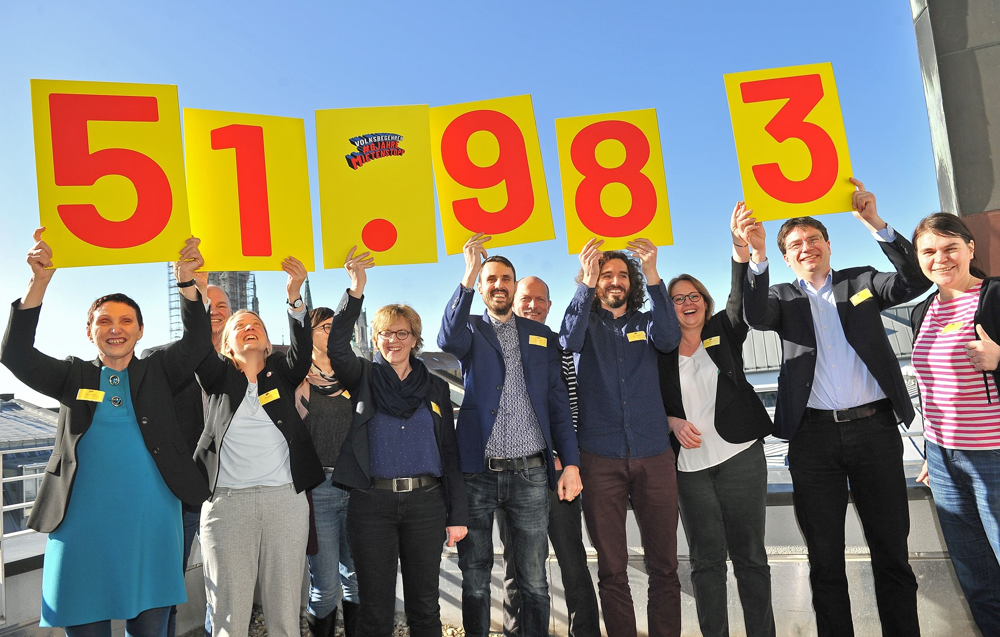 51.983
VOLKSBEGEHREN
#6JAHRE
MIETENSTOPP